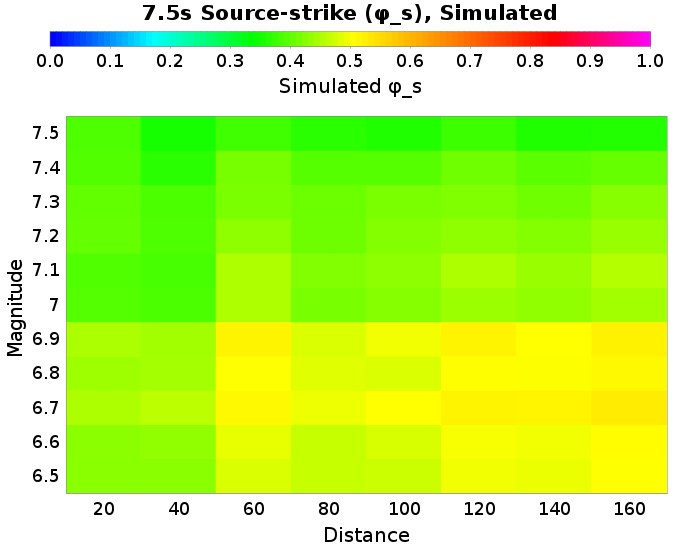 7.5s Source-strike (φ_s), Simulated
0.0 0.1 0.2 0.3 0.4 0.5 0.6 0.7 0.8 0.9 1.0
Simulated φ_s
7.5
7.4
7.3
7.2
7.1
7
6.9
6.8
6.7
6.6
6.5
Magnitude
20 40 60 80 100 120 140 160
Distance